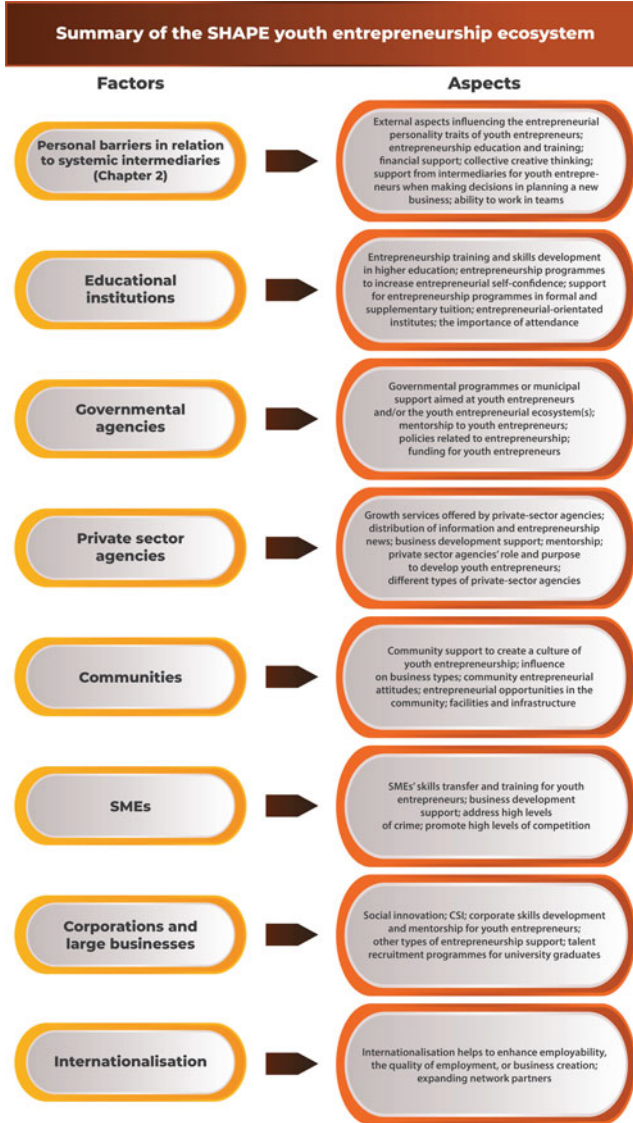 Summary of the SHAPE youth entrepreneurship ecosystem
Factors
Aspects
Personal barriers in relation
to systemic intermediaries
(Chapter 2)
External aspects influencing the entrepreneurial
personality traits of youth entrepreneurs;
entrepreneurship education and training;
financial support; collective creative thinking;
support from intermediaries for youth entrepre-
neurs when making decisions in planning a new
business; ability to work in teams
Educational
institutions
Entrepreneurship training and skills development
in higher education; entrepreneurship programmes
to increase entrepreneurial self-confidence; support
for entrepreneurship programmes in formal and
supplementary tuition; entrepreneurial-orientated
institutes; the importance of attendance
Governmental
agencies
Governmental programmes or municipal
support aimed at youth entrepreneurs
and/or the youth entrepreneurial ecosystem(s);
mentorship to youth entrepreneurs;
policies related to entrepreneurship;
funding for youth entrepreneurs
Private sector
agencies
Growth services offered by private-sector agencies;
distribution of information and entrepreneurship
news; business development support; mentorship;
private sector agencies' role and purpose
to develop youth entrepreneurs;
different types of private-sector agencies
Communities
Community support to create a culture of
youth entrepreneurship; influence
on business types; community entrepreneurial
attitudes; entrepreneurial opportunities in the
community; facilities and infrastructure
SMEs
SMEs' skills transfer and training for youth
entrepreneurs; business development
support; address high levels
of crime; promote high levels of competition
Corporations and
large businesses
Social innovation; CSI; corporate skills development
and mentorship for youth entrepreneurs;
other types of entrepreneurship support; talent
recruitment programmes for university graduates
Internationalisation
Internationalisation helps to enhance employability,
the quality of employment, or business creation;
expanding network partners